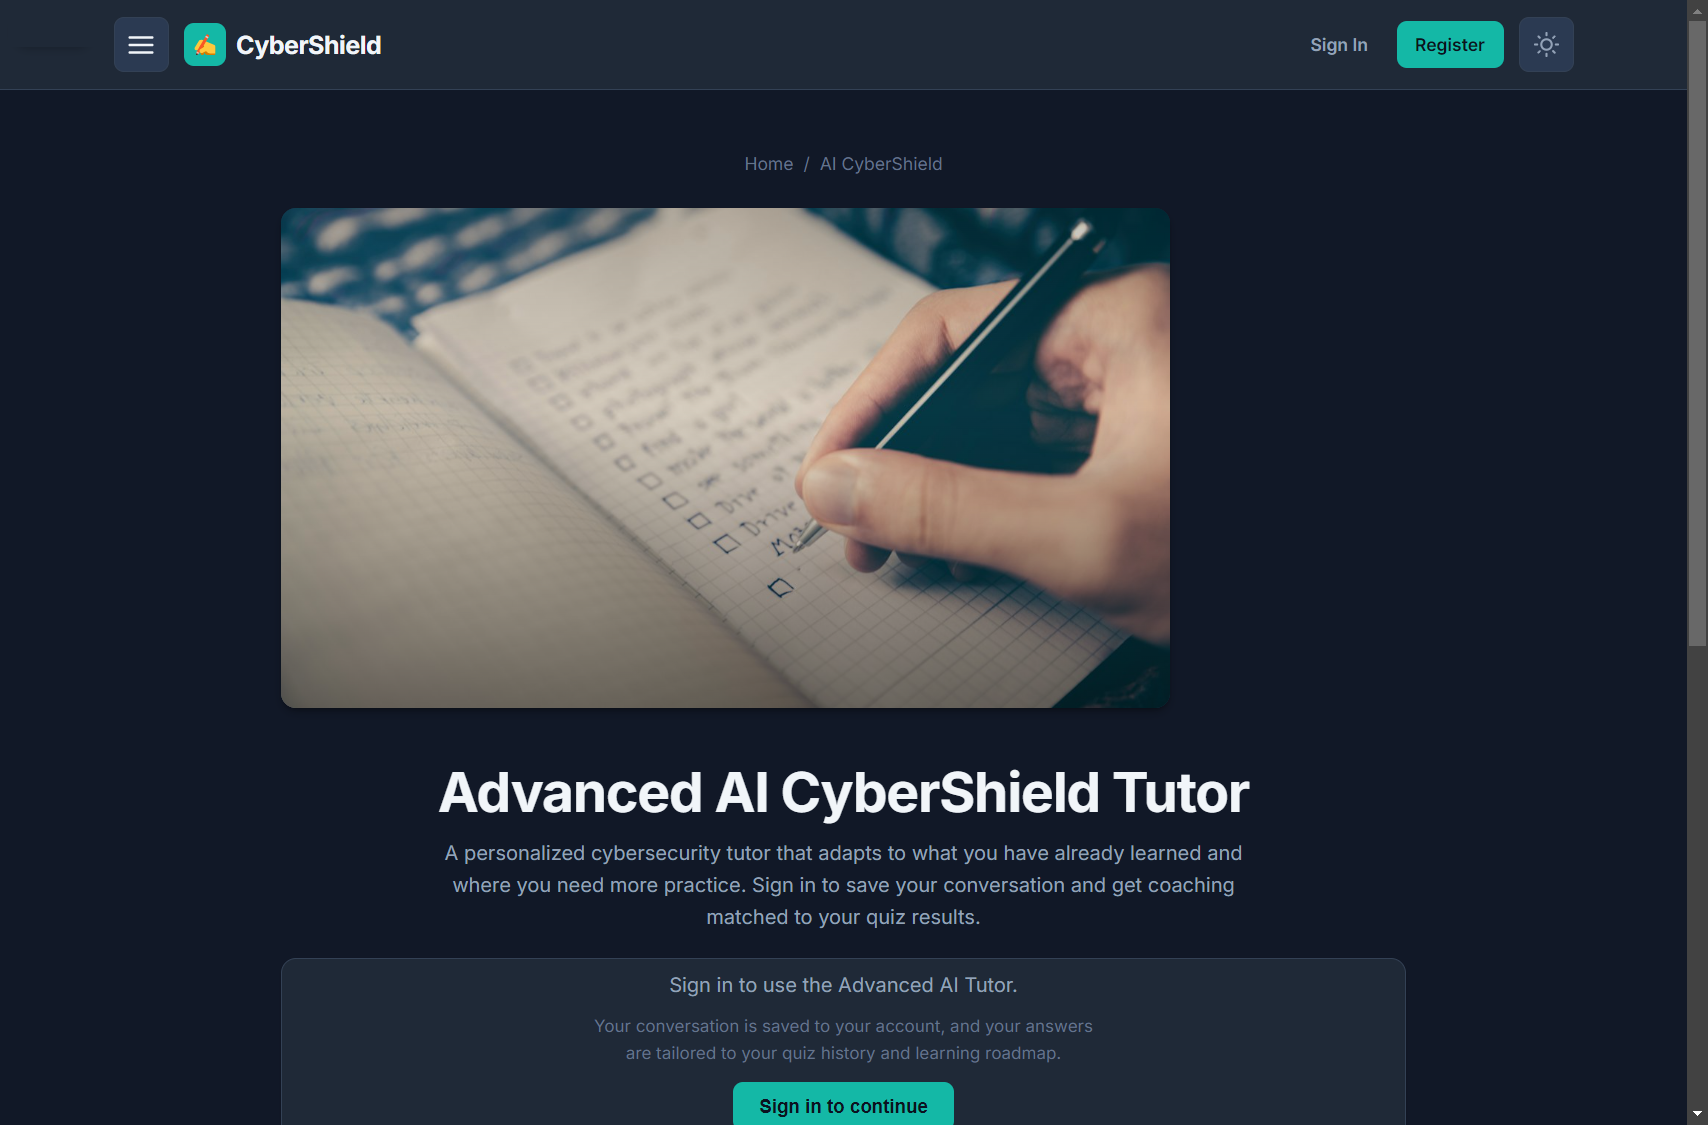 CyberShield
Sign In
Register
Home / AI CyberShield
Drive
Advanced AI CyberShield Tutor
A personalized cybersecurity tutor that adapts to what you have already learned and
where you need more practice. Sign in to save your conversation and get coaching
matched to your quiz results.
Sign in to use the Advanced AI Tutor.
Your conversation is saved to your account, and your answers
are tailored to your quiz history and learning roadmap.
Sign in to continue